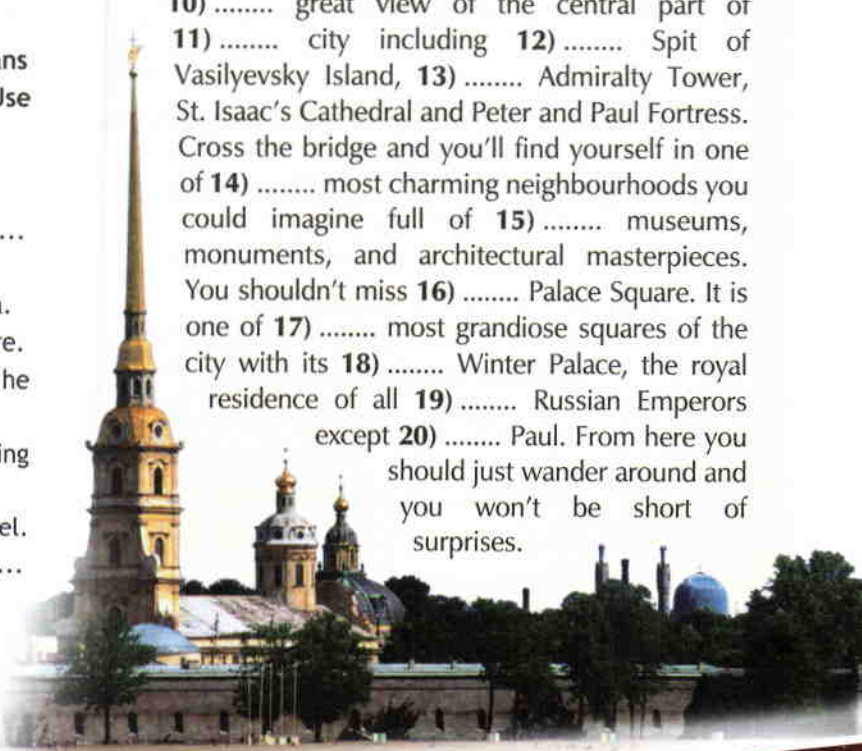 ans
Use
...
.
re.
he
ing
el.
...
10) ........ great view of the central part of
11) ........ city including 12) ........ Spit of
Vasilyevsky Island, 13) ........ Admiralty Tower,
St. Isaac's Cathedral and Peter and Paul Fortress.
Cross the bridge and you'll find yourself in one
of 14) ........ most charming neighbourhoods you
could imagine full of 15) ........ museums,
monuments, and architectural masterpieces.
You shouldn't miss 16) ........ Palace Square. It is
one of 17) ........ most grandiose squares of the
city with its 18) ........ Winter Palace, the royal
residence of all 19) ........ Russian Emperors
except 20) ........ Paul. From here you
should just wander around and
you won't be short of
surprises.